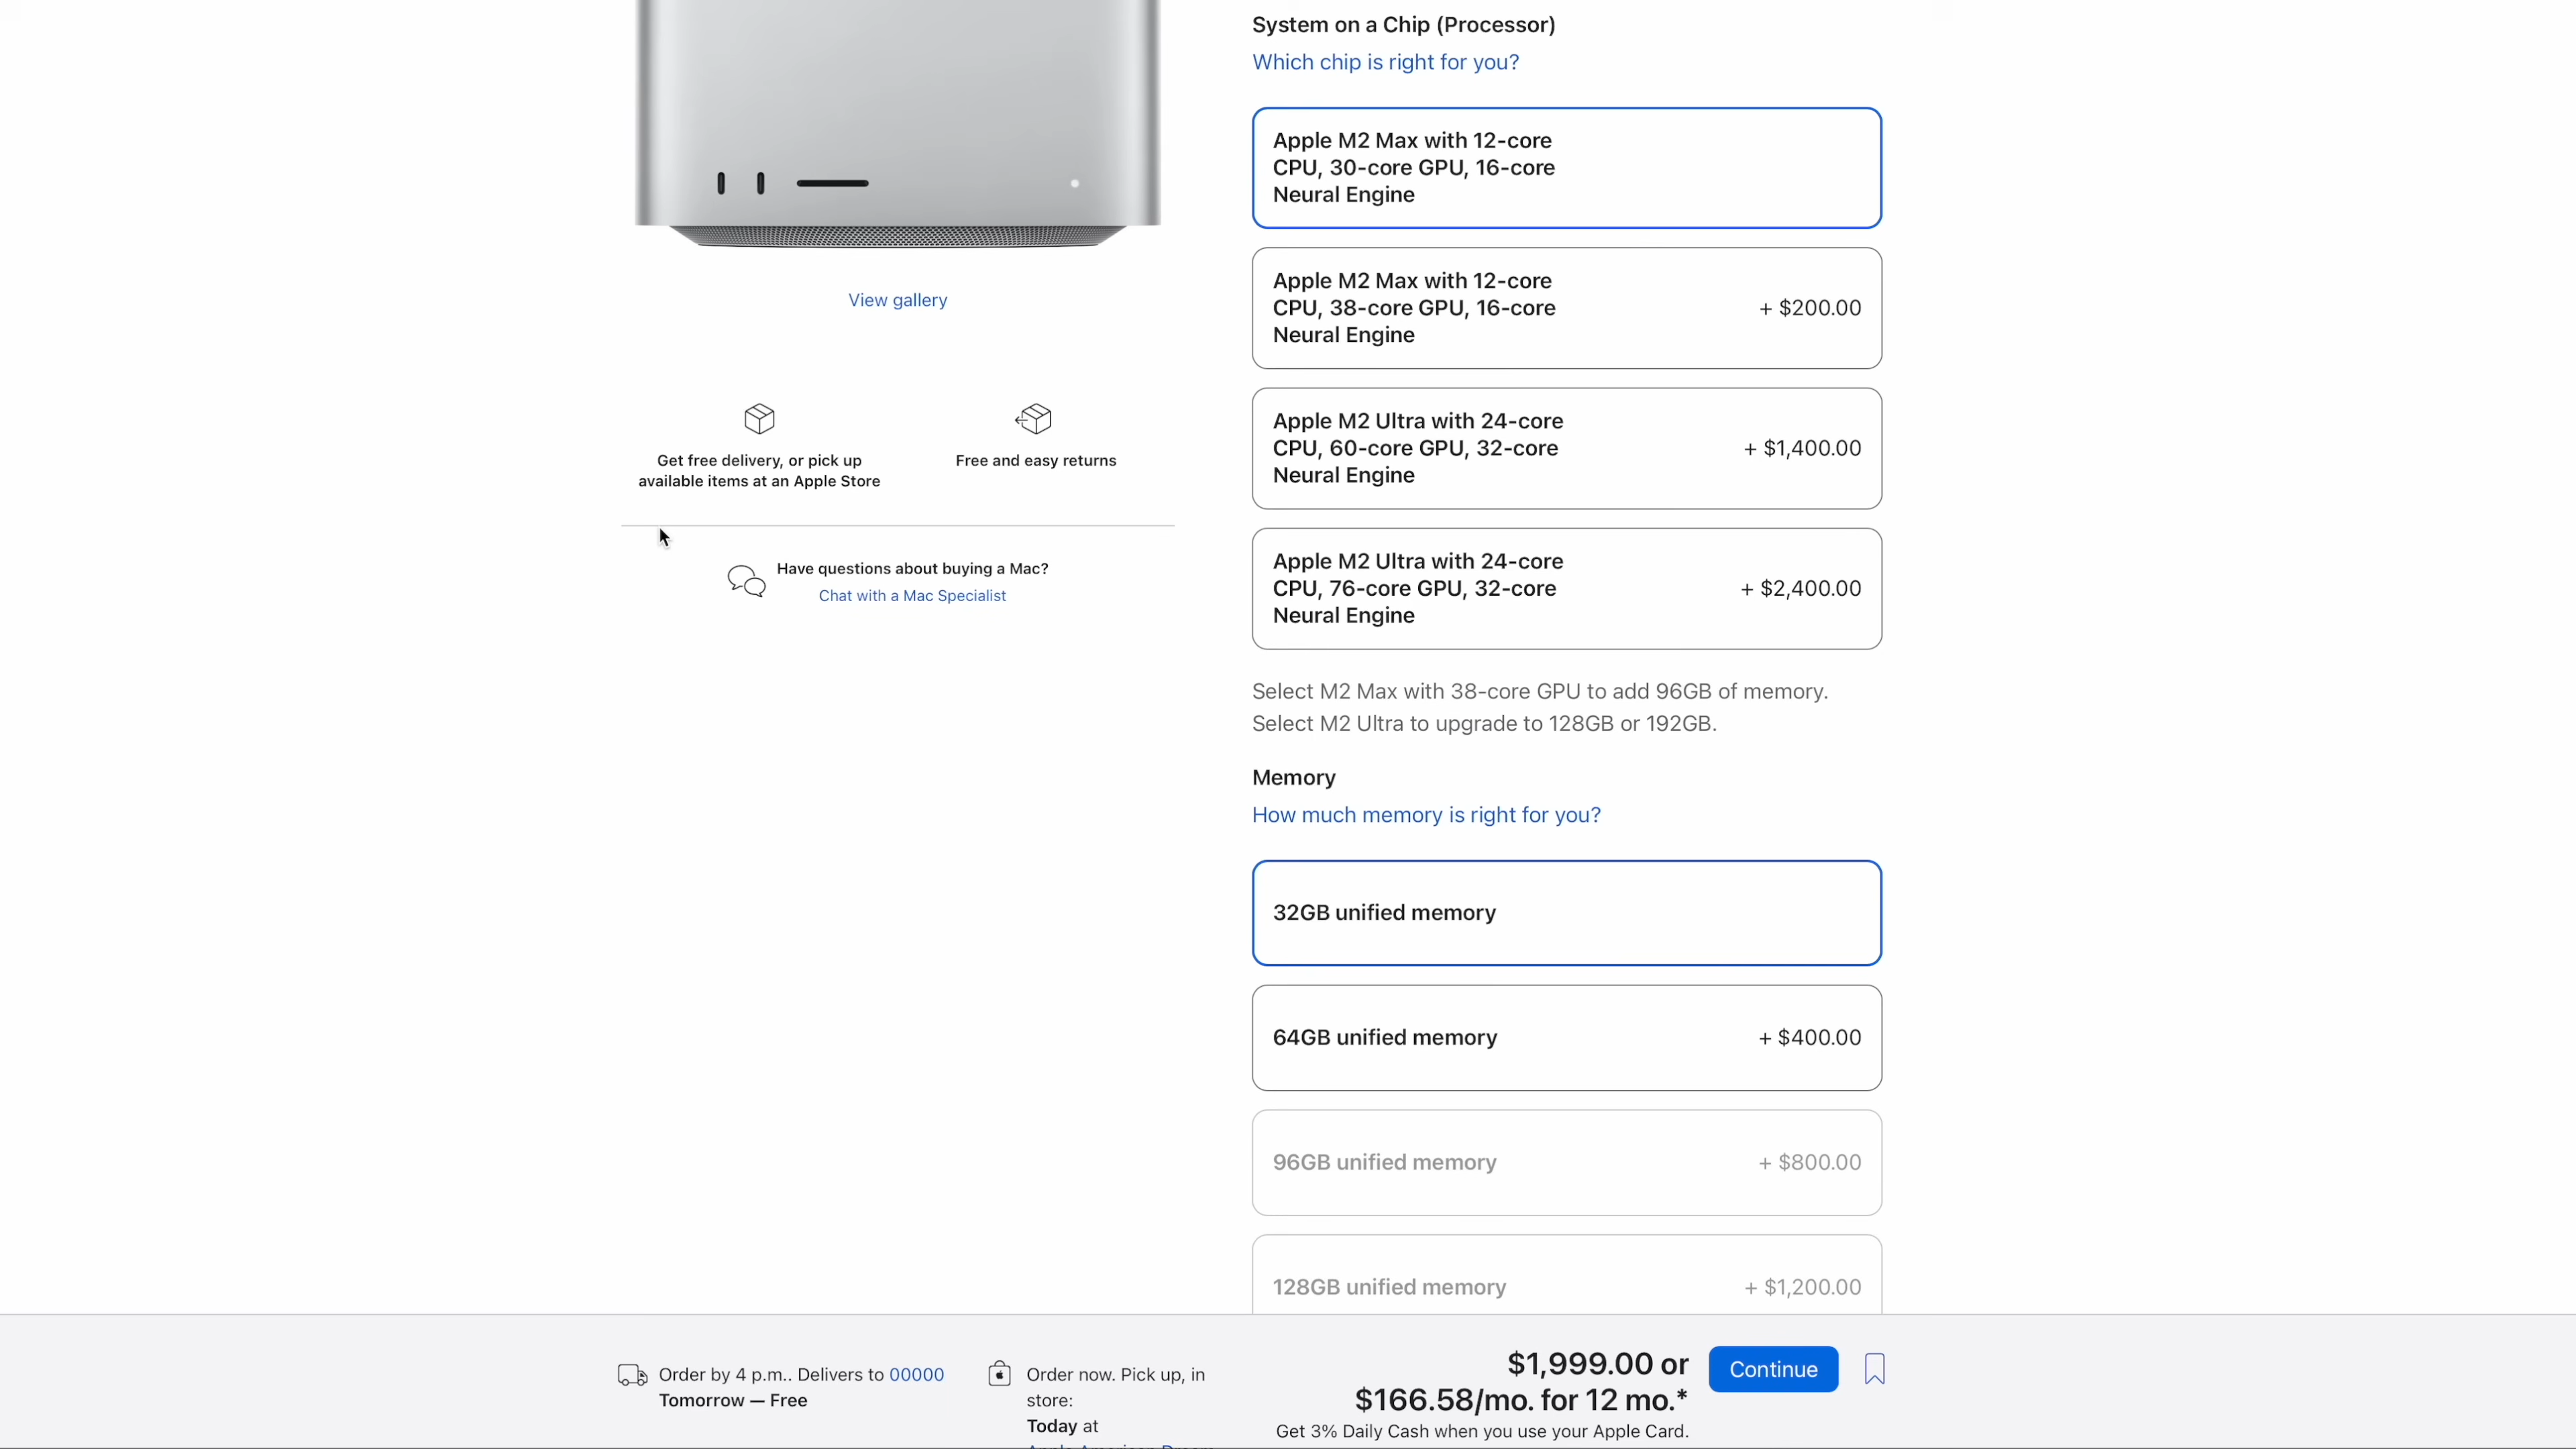 System on a Chip (Processor)
Which chip is right for you?
Apple M2 Max with 12-core
CPU, 30-core GPU, 16-core
Neural Engine
Apple M2 Max with 12-core
CPU, 38-core GPU, 16-core
Neural Engine
+ $200.00
Apple M2 Ultra with 24-core
CPU, 60-core GPU, 32-core
Neural Engine
+ $1,400.00
Apple M2 Ultra with 24-core
CPU, 76-core GPU, 32-core
Neural Engine
+ $2,400.00
Select M2 Max with 38-core GPU to add 96GB of memory.
Select M2 Ultra to upgrade to 128GB or 192GB.
View gallery
Get free delivery, or pick up
available items at an Apple Store
Free and easy returns
Have questions about buying a Mac?
Chat with a Mac Specialist
Memory
How much memory is right for you?
32GB unified memory
64GB unified memory
+ $400.00
96GB unified memory
+ $800.00
128GB unified memory
+ $1,200.00
Order by 4 p.m.. Delivers to 00000
Tomorrow — Free
Order now. Pick up, in
store:
Today at
$1,999.00 or
$166.58/mo. for 12 mo.*
Get 3% Daily Cash when you use your Apple Card.
Continue